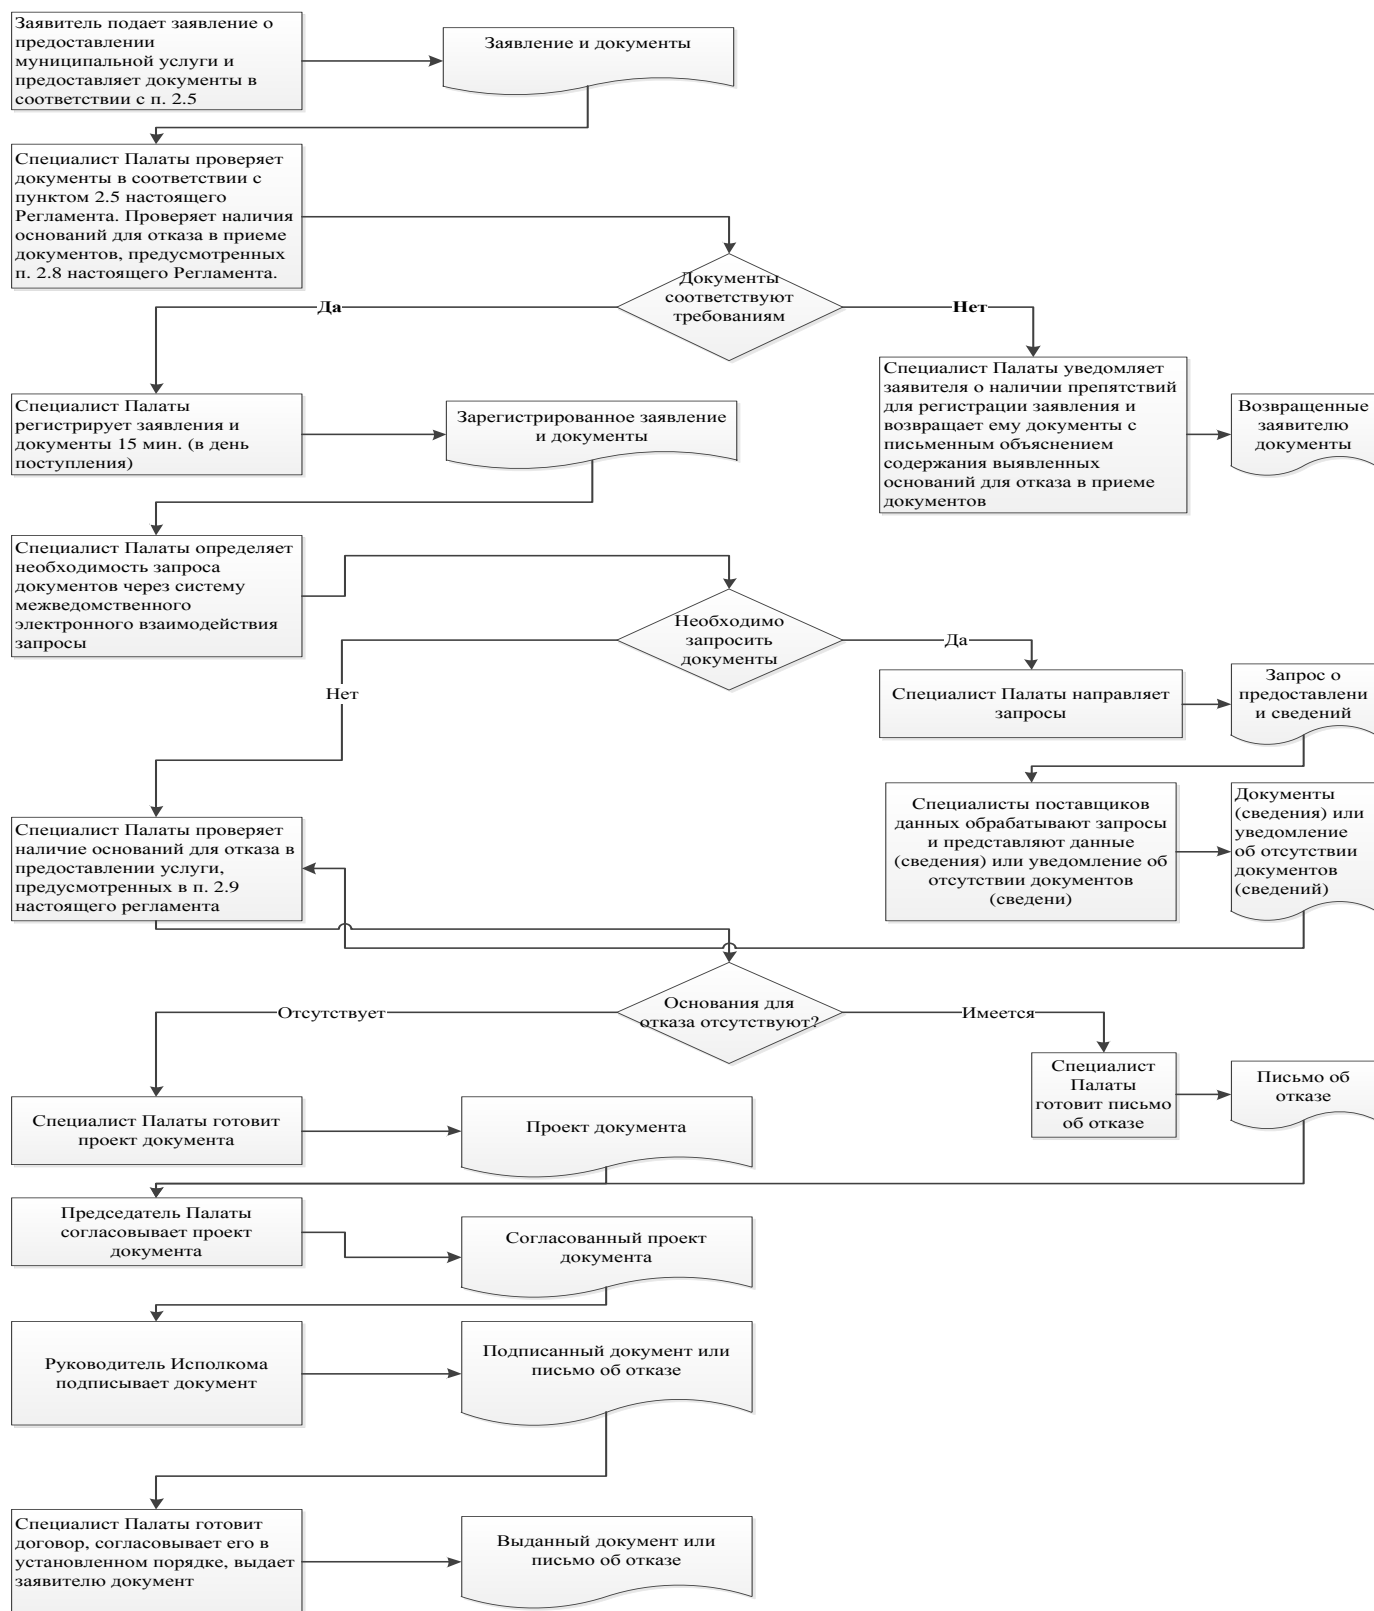 Заявитель подает заявление о
предоставлении
муниципальной услуги и
предоставляет документы в
соответствии с п. 2.5
Заявление и документы
Специалист Палаты проверяет
документы в соответствии с
пунктом 2.5 настоящего
Регламента. Проверяет наличия
оснований для отказа в приеме
документов, предусмотренных
п. 2.8 настоящего Регламента.
Документы
соответствуют
требованиям
Да
Нет
Специалист Палаты
регистрирует заявления и
документы 15 мин. (в день
поступления)
Зарегистрированное заявление
и документы
Специалист Палаты уведомляет
заявителя о наличии препятствий
для регистрации заявления и
возвращает ему документы с
письменным объяснением
содержания выявленных
оснований для отказа в приеме
документов
Возвращенные
заявителю
документы
Специалист Палаты определяет
необходимость запроса
документов через систему
межведомственного
электронного взаимодействия
запросы
Необходимо
запросить
документы
Да
Нет
Специалист Палаты направляет
запросы
Запрос о
предоставлени
и сведений
Специалисты поставщиков
данных обрабатывают запросы
и представляют данные
(сведения) или уведомление об
отсутствии документов
(сведени)
Документы
(сведения) или
уведомление
об отсутствии
документов
(сведений)
Специалист Палаты проверяет
наличие оснований для отказа в
предоставлении услуги,
предусмотренных в п. 2.9
настоящего регламента
Основания для
отказа отсутствуют?
Отсутствует
Имеется
Специалист
Палаты
готовит письмо
об отказе
Письмо об
отказе
Специалист Палаты готовит
проект документа
Проект документа
Председатель Палаты
согласовывает проект
документа
Согласованный проект
документа
Руководитель Исполкома
подписывает документ
Подписанный документ или
письмо об отказе
Специалист Палаты готовит
договор, согласовывает его в
установленном порядке, выдает
заявителю документ
Выданный документ или
письмо об отказе